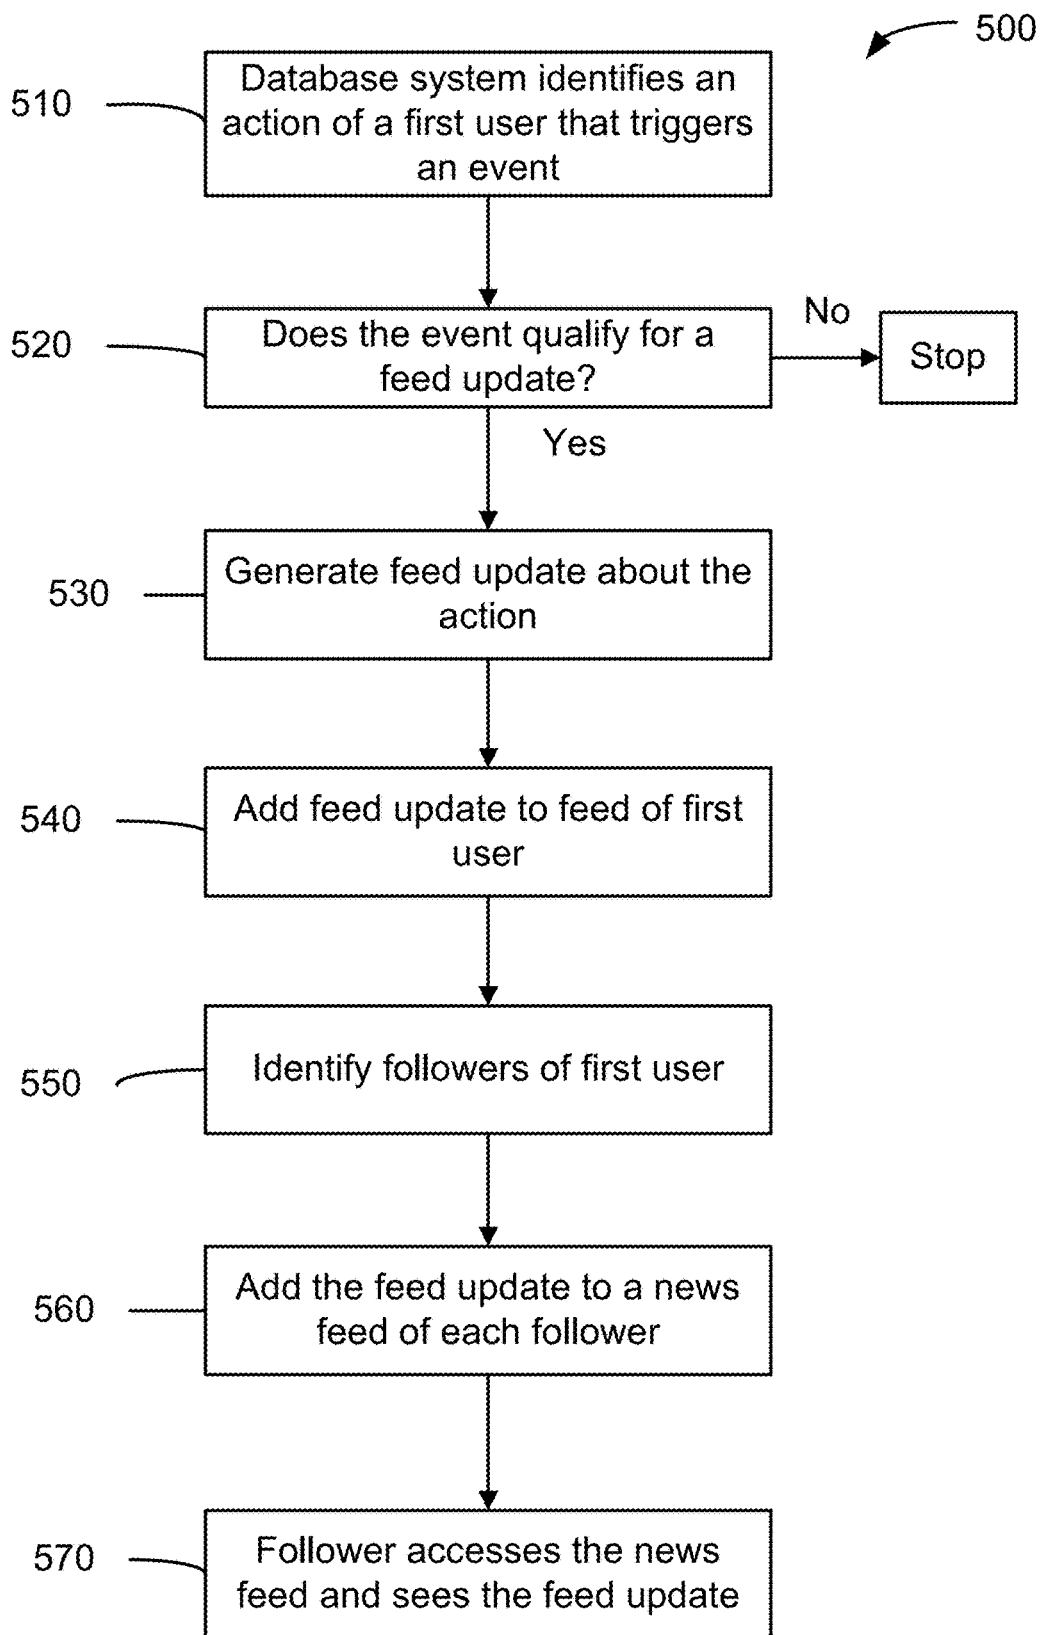 500
510
Database system identifies an
action of a first user that triggers
an event
520
Does the event qualify for a
feed update?
No
Stop
Yes
530
Generate feed update about the
action
540
Add feed update to feed of first
user
550
Identify followers of first user
560
Add the feed update to a news
feed of each follower
570
Follower accesses the news
feed and sees the feed update